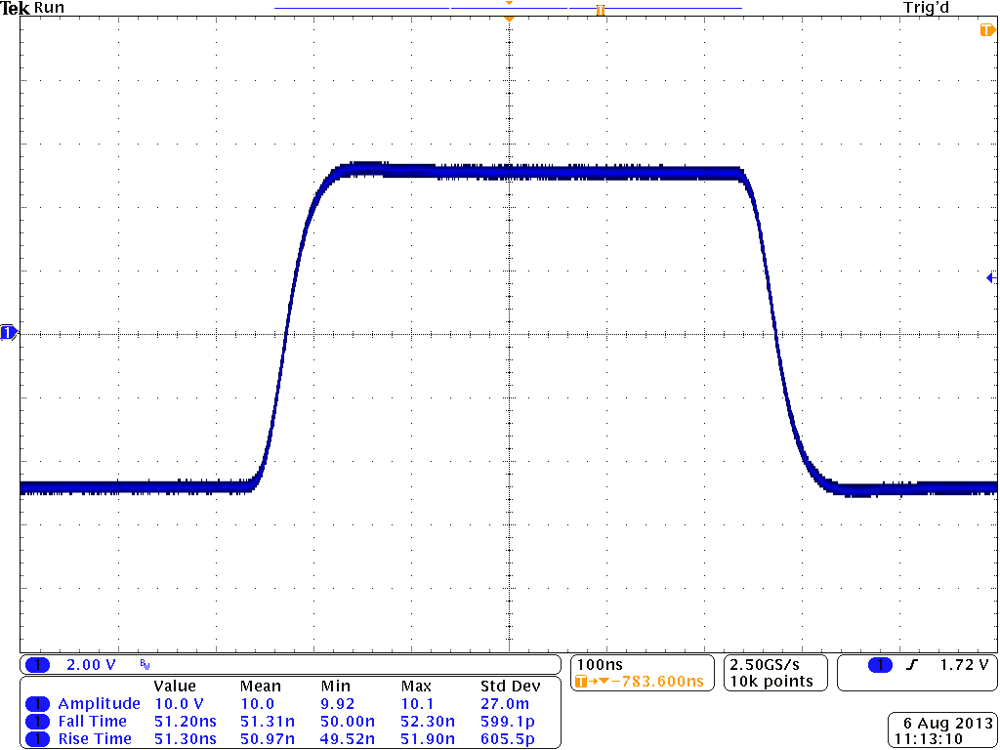 Tek Run Trig'd
T
T
1
1 2.00 V BW
100ns
T→▼−783.600ns
2.50GS/s
10k points
1 ƒ 1.72 V
Value Mean Min Max Std Dev
1 Amplitude 10.0 V 10.0 9.92 10.1 27.0m
1 Fall Time 51.20ns 51.31n 50.00n 52.30n 599.1p
1 Rise Time 51.30ns 50.97n 49.52n 51.90n 605.5p
6 Aug 2013
11:13:10